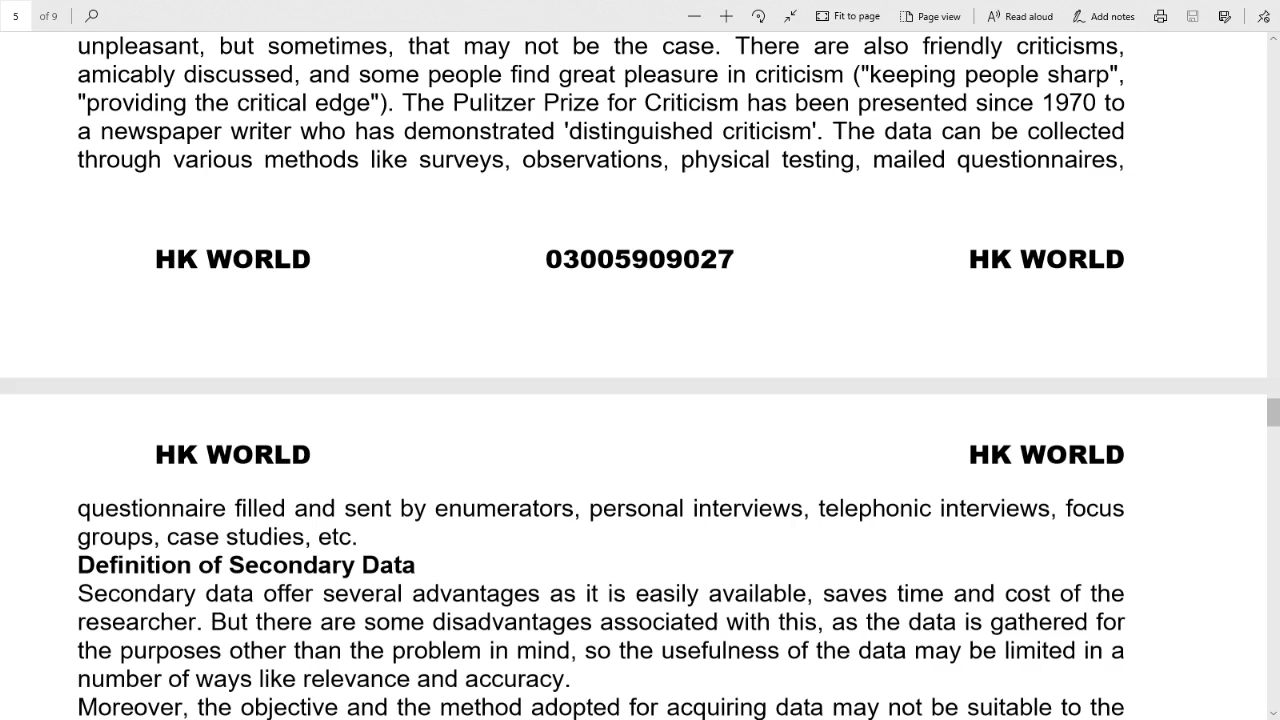 5 of 9 Fit to page Page view Read aloud Add notes
unpleasant, but sometimes, that may not be the case. There are also friendly criticisms,
amicably discussed, and some people find great pleasure in criticism ("keeping people sharp",
"providing the critical edge"). The Pulitzer Prize for Criticism has been presented since 1970 to
a newspaper writer who has demonstrated 'distinguished criticism'. The data can be collected
through various methods like surveys, observations, physical testing, mailed questionnaires,
HK WORLD 03005909027 HK WORLD
HK WORLD HK WORLD
questionnaire filled and sent by enumerators, personal interviews, telephonic interviews, focus
groups, case studies, etc.
Definition of Secondary Data
Secondary data offer several advantages as it is easily available, saves time and cost of the
researcher. But there are some disadvantages associated with this, as the data is gathered for
the purposes other than the problem in mind, so the usefulness of the data may be limited in a
number of ways like relevance and accuracy.
Moreover, the objective and the method adopted for acquiring data may not be suitable to the